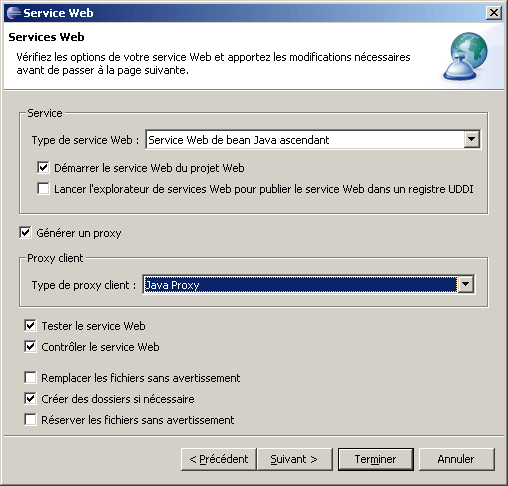 Service Web
Services Web
Vérifiez les options de votre service Web et apportez les modifications nécessaires
avant de passer à la page suivante.
Service
Type de service Web : Service Web de bean Java ascendant
Démarrer le service Web du projet Web
Lancer l'explorateur de services Web pour publier le service Web dans un registre UDDI
Générer un proxy
Proxy client
Type de proxy client : Java Proxy
Tester le service Web
Contrôler le service Web
Remplacer les fichiers sans avertissement
Créer des dossiers si nécessaire
Réserver les fichiers sans avertissement
< Précédent Suivant > Terminer Annuler